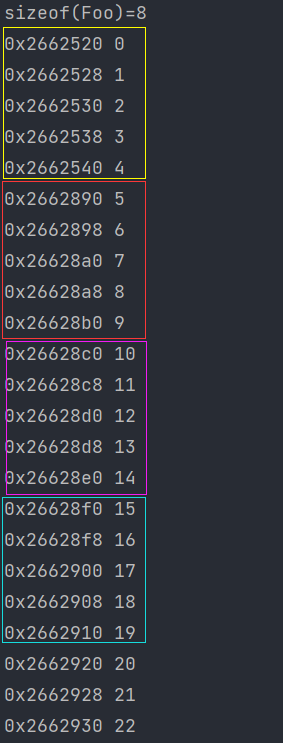 sizeof(Foo)=8
0x2662520 0
0x2662528 1
0x2662530 2
0x2662538 3
0x2662540 4
0x2662890 5
0x2662898 6
0x26628a0 7
0x26628a8 8
0x26628b0 9
0x26628c0 10
0x26628c8 11
0x26628d0 12
0x26628d8 13
0x26628e0 14
0x26628f0 15
0x26628f8 16
0x2662900 17
0x2662908 18
0x2662910 19
0x2662920 20
0x2662928 21
0x2662930 22